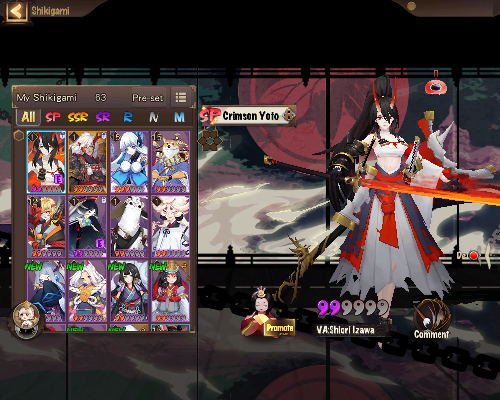 Shikigami
My Shikigami 63 Pre-set
All SP SSR SR R N M
SP Crimson Yoto
NEW NEW NEW NEW
Promote
VA:Shiori Izawa
Comment